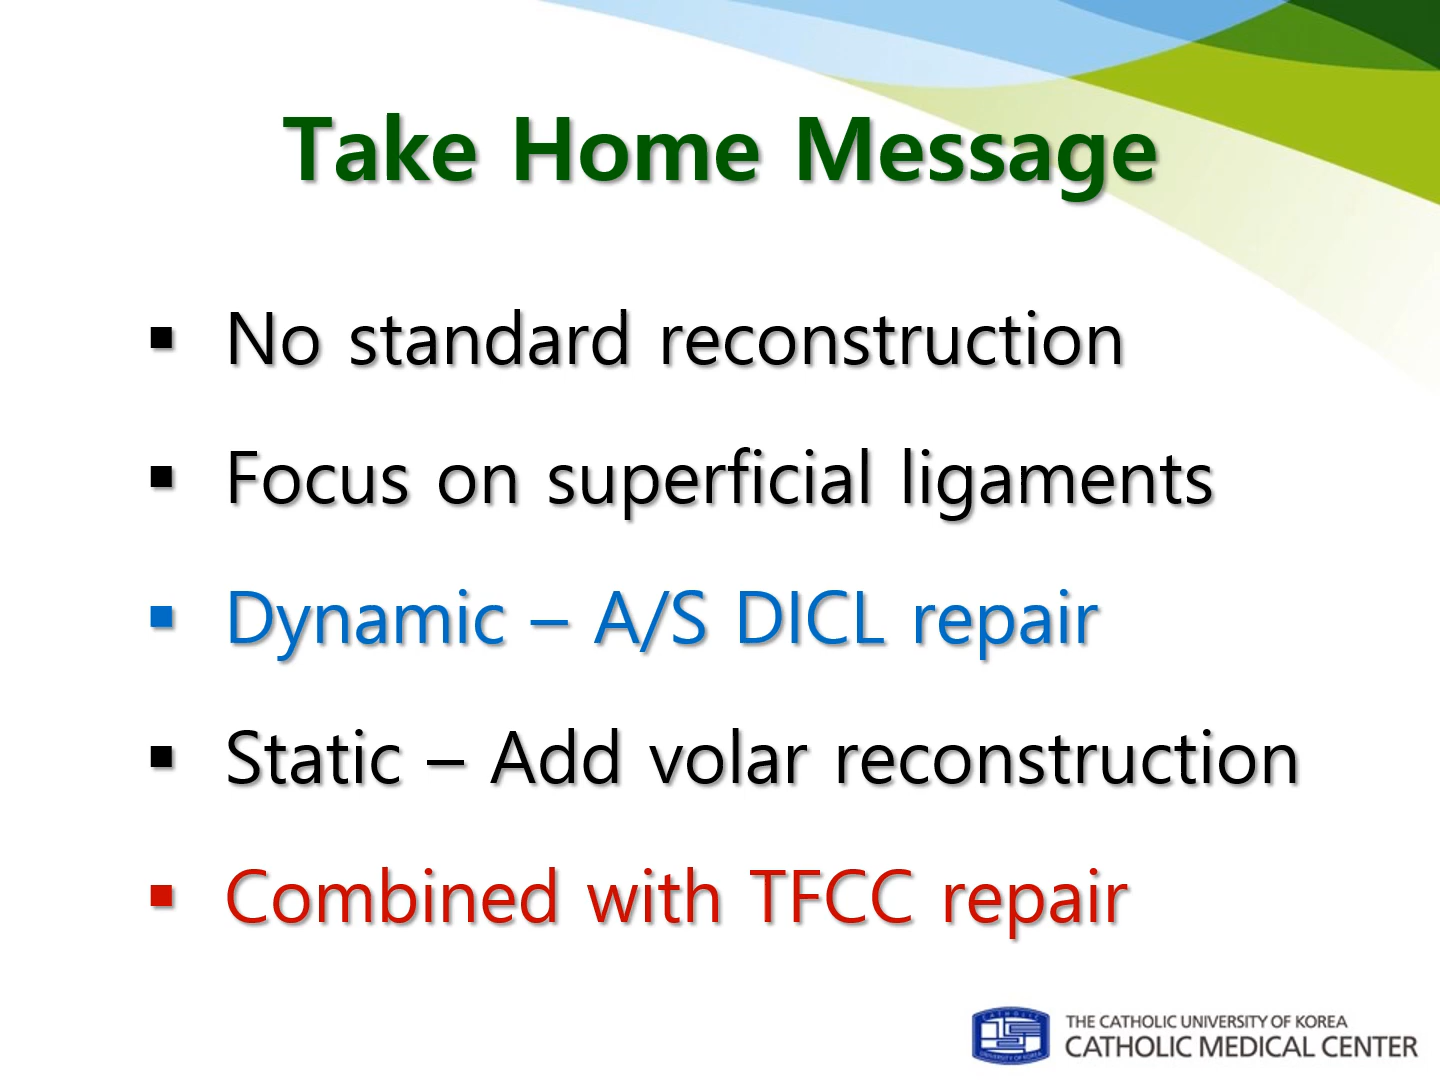 Take Home Message
▪ No standard reconstruction
▪ Focus on superficial ligaments
▪ Dynamic – A/S DICL repair
▪ Static – Add volar reconstruction
▪ Combined with TFCC repair
THE CATHOLIC UNIVERSITY OF KOREA
CATHOLIC MEDICAL CENTER